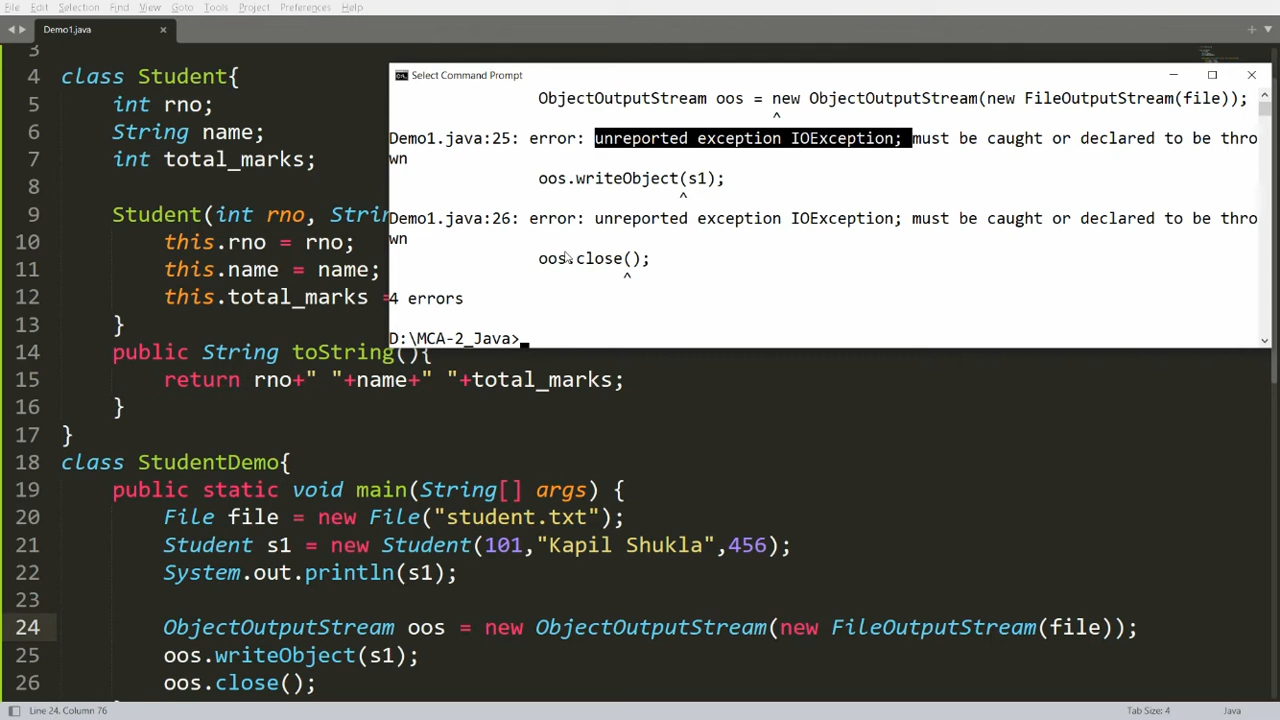 File Edit Selection Find View Goto Tools Project Preferences Help
Demo1.java
3
4 class Student{
5 int rno;
6 String name;
7 int total_marks;
8
9 Student(int rno, Strin
10 this.rno = rno;
11 this.name = name;
12 this.total_marks =
13 }
14 public String toString(){
15 return rno+" "+name+" "+total_marks;
16 }
17 }
18 class StudentDemo{
19 public static void main(String[] args) {
20 File file = new File("student.txt");
21 Student s1 = new Student(101,"Kapil Shukla",456);
22 System.out.println(s1);
23
24 ObjectOutputStream oos = new ObjectOutputStream(new FileOutputStream(file));
25 oos.writeObject(s1);
26 oos.close();
Select Command Prompt
ObjectOutputStream oos = new ObjectOutputStream(new FileOutputStream(file));
^
Demo1.java:25: error: unreported exception IOException; must be caught or declared to be thro
wn
oos.writeObject(s1);
^
Demo1.java:26: error: unreported exception IOException; must be caught or declared to be thro
wn
oos.close();
^
4 errors
D:\MCA-2_Java>
Line 24, Column 76
Tab Size: 4
Java